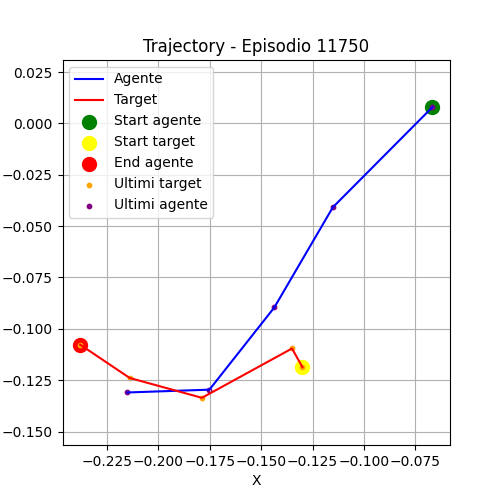 Trajectory - Episodio 11750
Agente
Target
Start agente
Start target
End agente
Ultimi target
Ultimi agente
0.025
0.000
−0.025
−0.050
−0.075
−0.100
−0.125
−0.150
−0.225 −0.200 −0.175 −0.150 −0.125 −0.100 −0.075
X